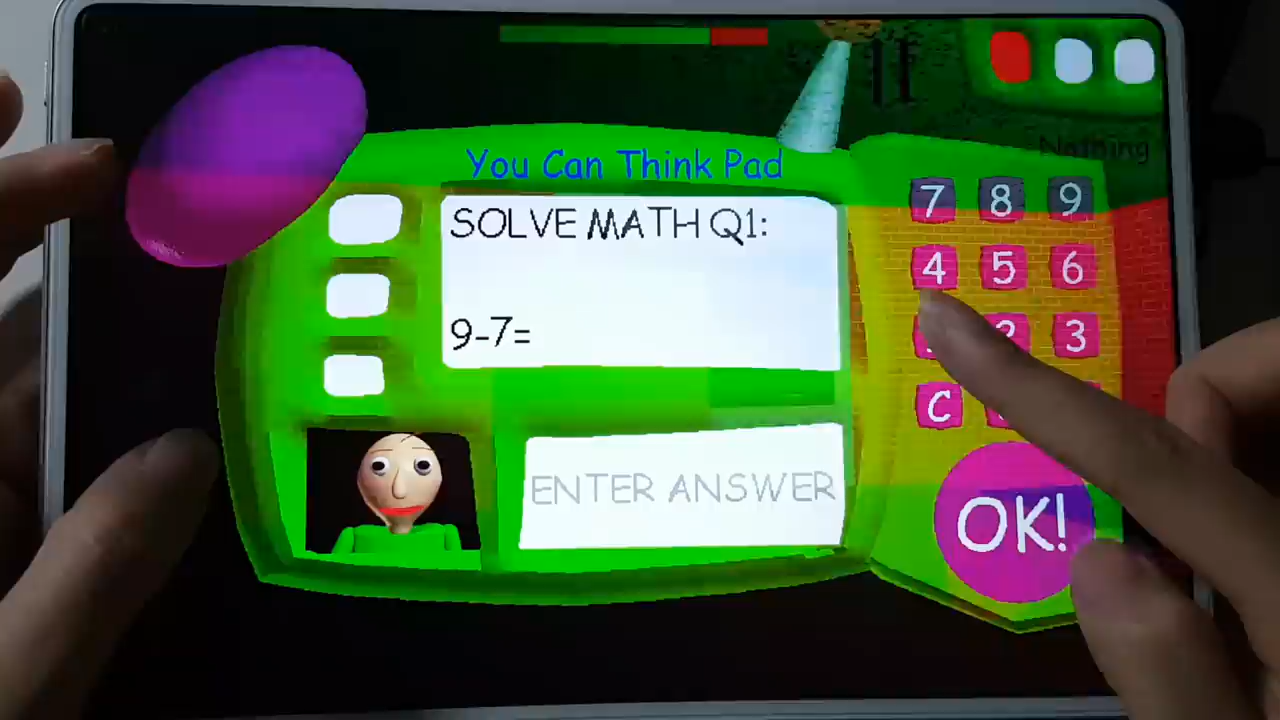 Nothing
You Can Think Pad
SOLVE MATH Q1:
9-7=
7 8 9
4 5 6
3
C
ENTER ANSWER
OK!